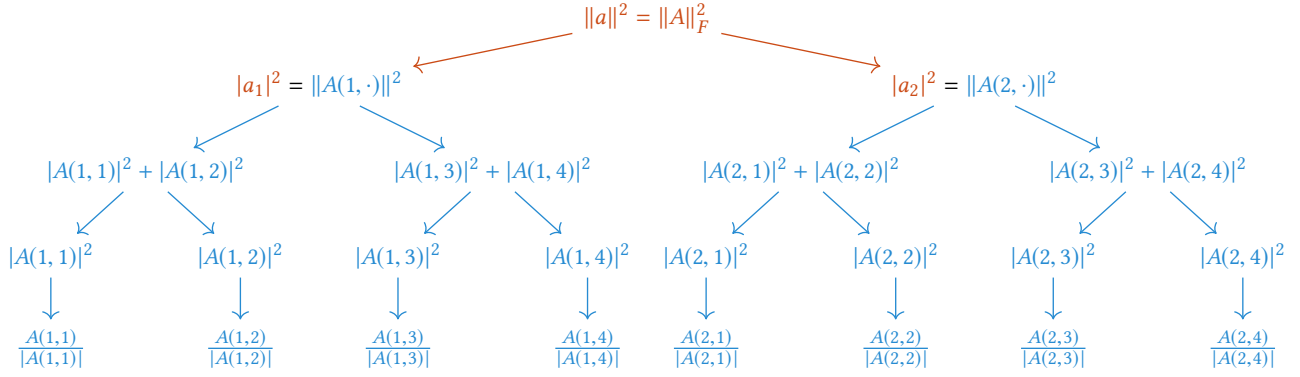 ‖a‖² = ‖A‖²_F
|a₁|² = ‖A(1, ·)‖² |a₂|² = ‖A(2, ·)‖²
|A(1, 1)|² + |A(1, 2)|² |A(1, 3)|² + |A(1, 4)|² |A(2, 1)|² + |A(2, 2)|² |A(2, 3)|² + |A(2, 4)|²
|A(1, 1)|² |A(1, 2)|² |A(1, 3)|² |A(1, 4)|² |A(2, 1)|² |A(2, 2)|² |A(2, 3)|² |A(2, 4)|²
A(1,1) A(1,2) A(1,3) A(1,4) A(2,1) A(2,2) A(2,3) A(2,4)
|A(1,1)| |A(1,2)| |A(1,3)| |A(1,4)| |A(2,1)| |A(2,2)| |A(2,3)| |A(2,4)|